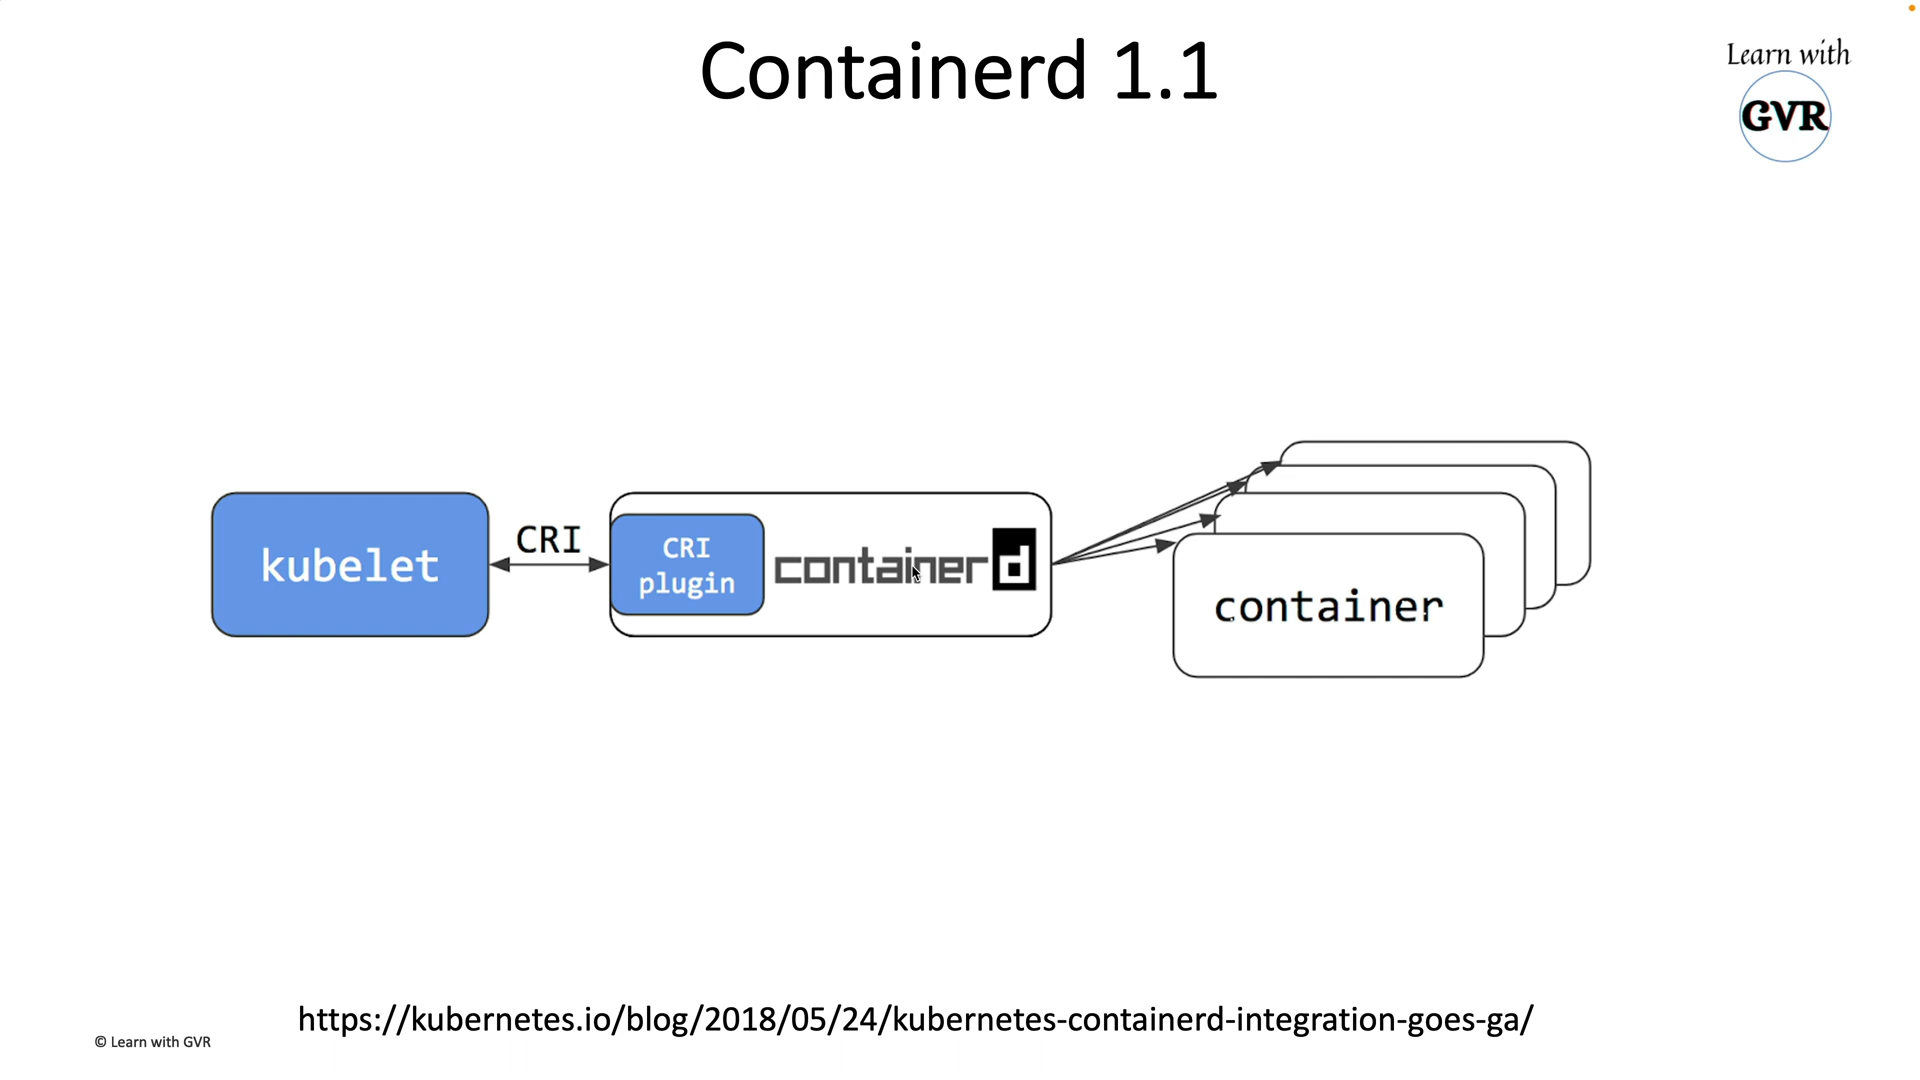 Containerd 1.1
Learn with
GVR
kubelet
CRI
CRI
plugin
containerd
container
https://kubernetes.io/blog/2018/05/24/kubernetes-containerd-integration-goes-ga/
© Learn with GVR